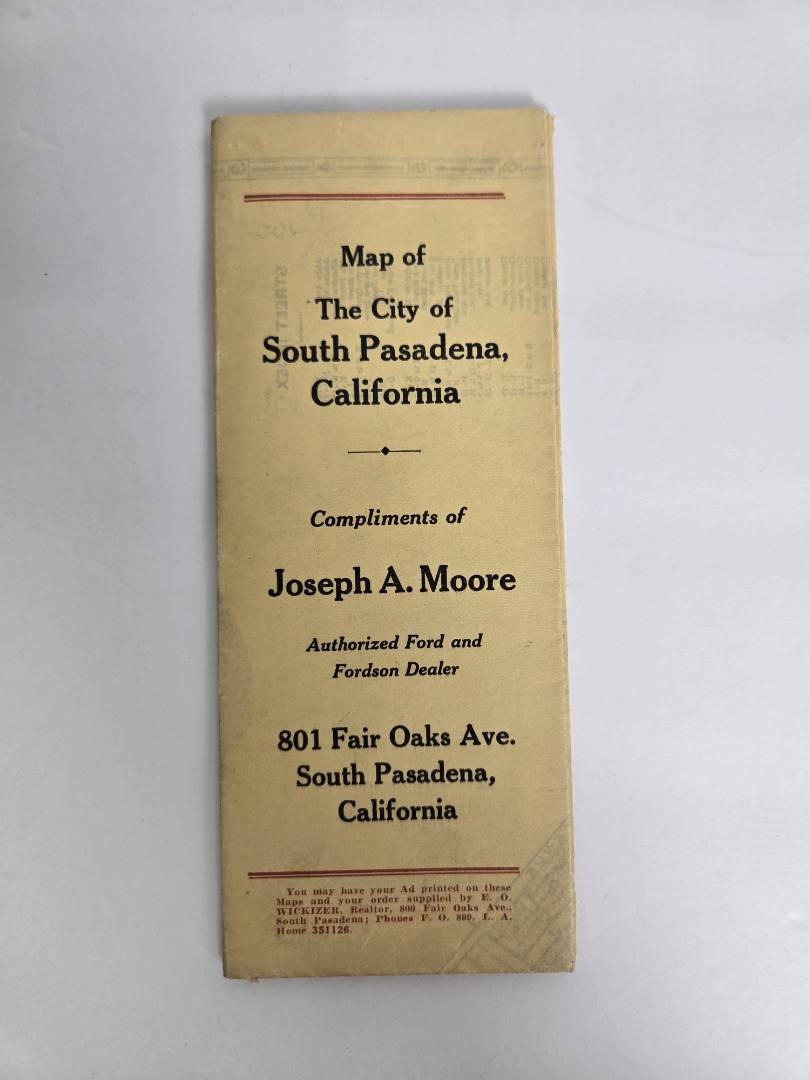 Map of
The City of
South Pasadena,
California
Compliments of
Joseph A. Moore
Authorized Ford and
Fordson Dealer
801 Fair Oaks Ave.
South Pasadena,
California
You may have your Ad printed on these
Maps and your order supplied by E. O.
WICKIZER, Realtor, 800 Fair Oaks Ave.,
South Pasadena; Phones F. O. 899, L. A.
Home 351126.
STREET